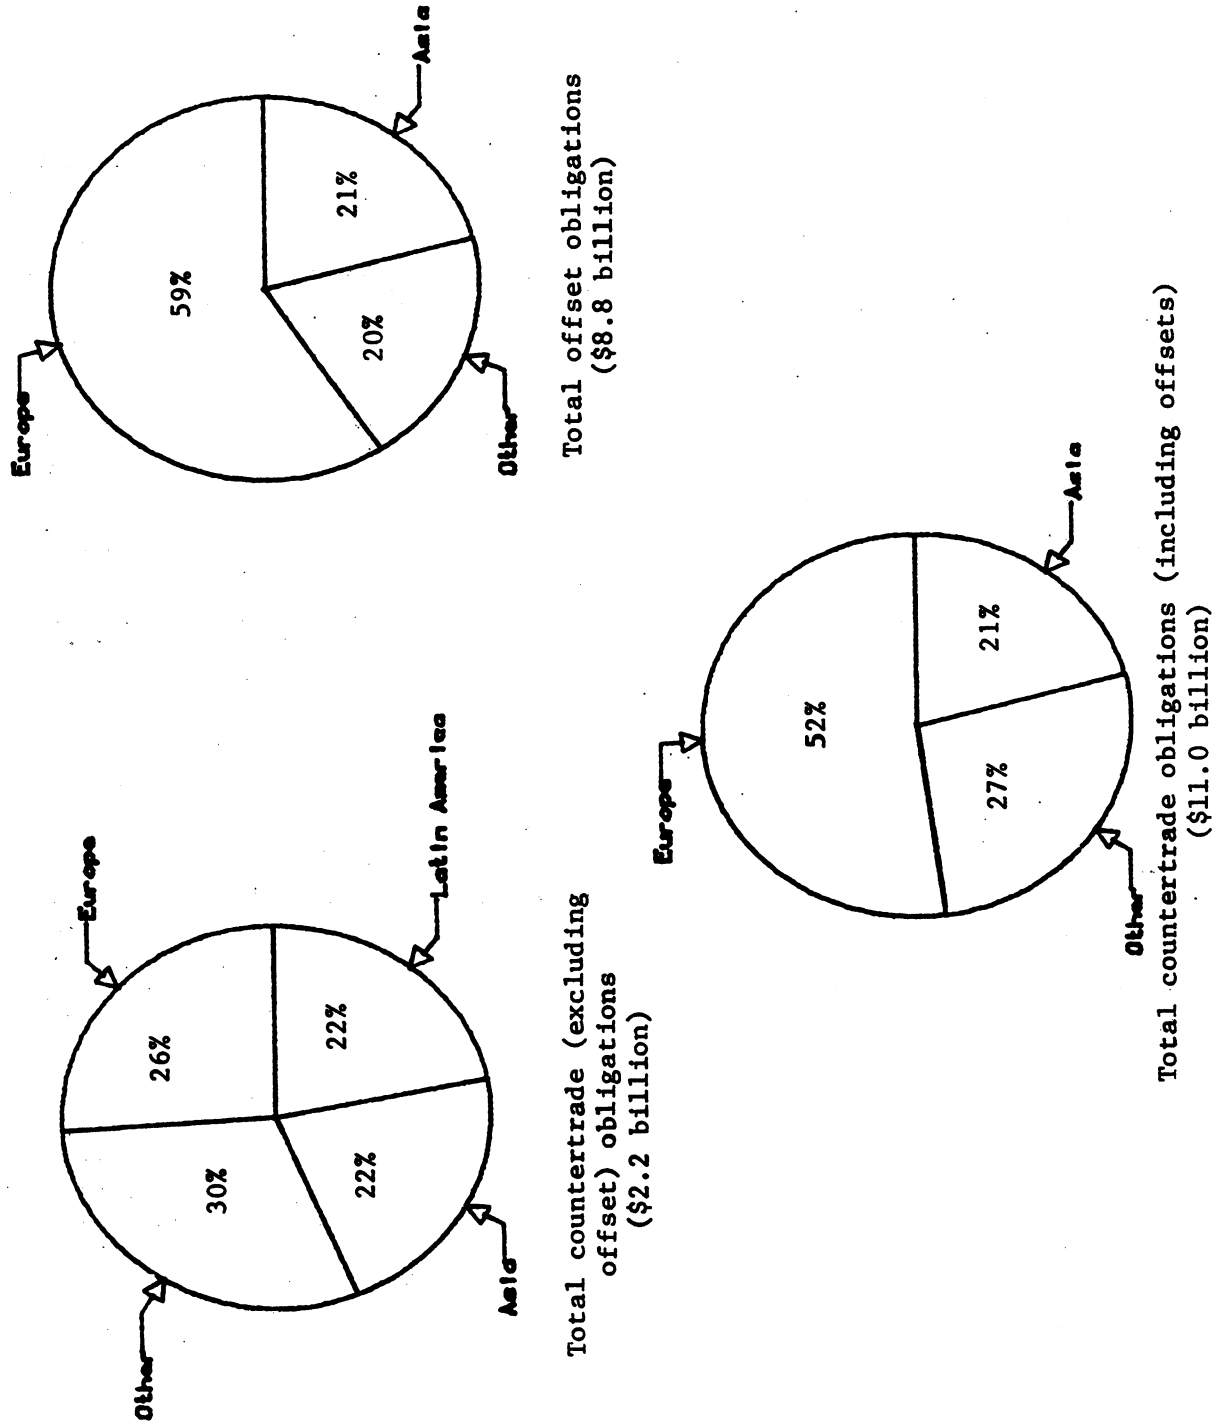 Other
Europe
30%
26%
22%
22%
Asia
Latin America
Total countertrade (excluding
offset) obligations
($2.2 billion)
Europe
59%
20%
21%
Other
Asia
Total offset obligations
($8.8 billion)
Europe
52%
27%
21%
Other
Asia
Total countertrade obligations (including offsets)
($11.0 billion)